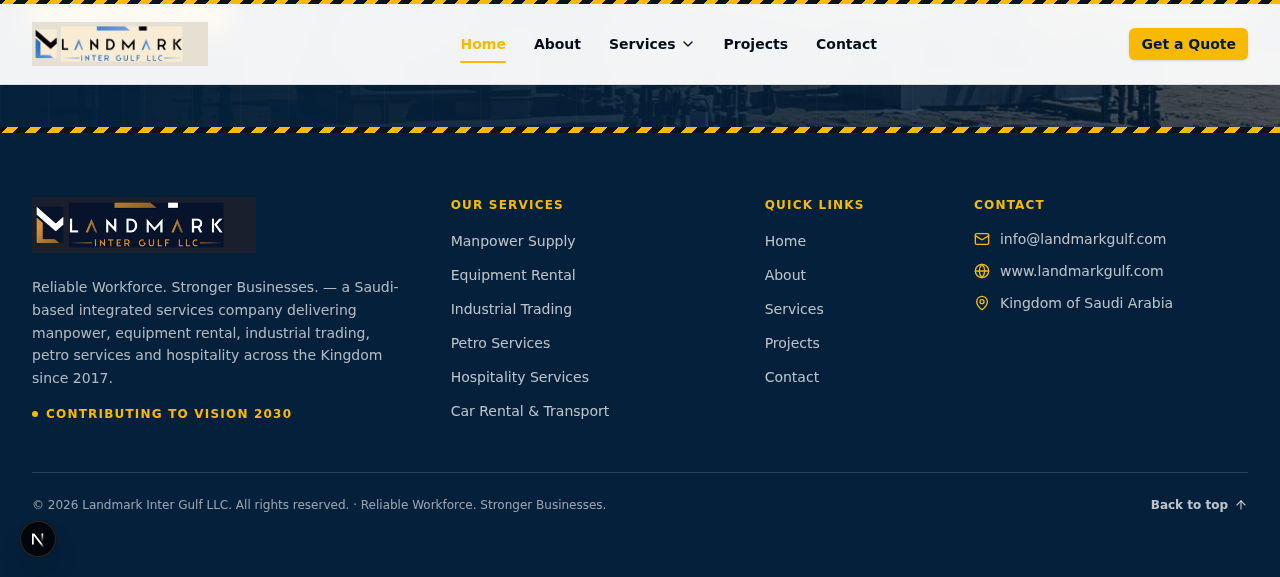 LANDMARK
INTER GULF LLC
Home
About
Services
Projects
Contact
Get a Quote
LANDMARK
INTER GULF LLC
Reliable Workforce. Stronger Businesses. — a Saudi-
based integrated services company delivering
manpower, equipment rental, industrial trading,
petro services and hospitality across the Kingdom
since 2017.
CONTRIBUTING TO VISION 2030
OUR SERVICES
Manpower Supply
Equipment Rental
Industrial Trading
Petro Services
Hospitality Services
Car Rental & Transport
QUICK LINKS
Home
About
Services
Projects
Contact
CONTACT
info@landmarkgulf.com
www.landmarkgulf.com
Kingdom of Saudi Arabia
© 2026 Landmark Inter Gulf LLC. All rights reserved. · Reliable Workforce. Stronger Businesses.
Back to top
N